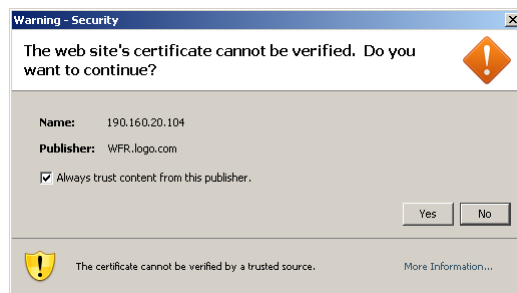 Warning - Security
The web site's certificate cannot be verified. Do you
want to continue?
Name: 190.160.20.104
Publisher: WFR.logo.com
Always trust content from this publisher.
Yes No
The certificate cannot be verified by a trusted source. More Information...